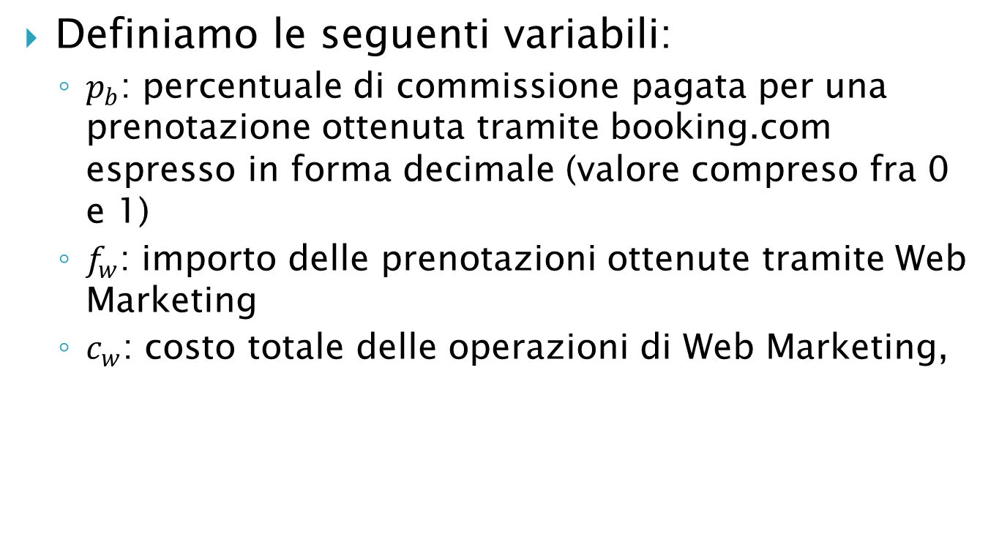 Definiamo le seguenti variabili:
p_b: percentuale di commissione pagata per una
prenotazione ottenuta tramite booking.com
espresso in forma decimale (valore compreso fra 0
e 1)
f_w: importo delle prenotazioni ottenute tramite Web
Marketing
c_w: costo totale delle operazioni di Web Marketing,